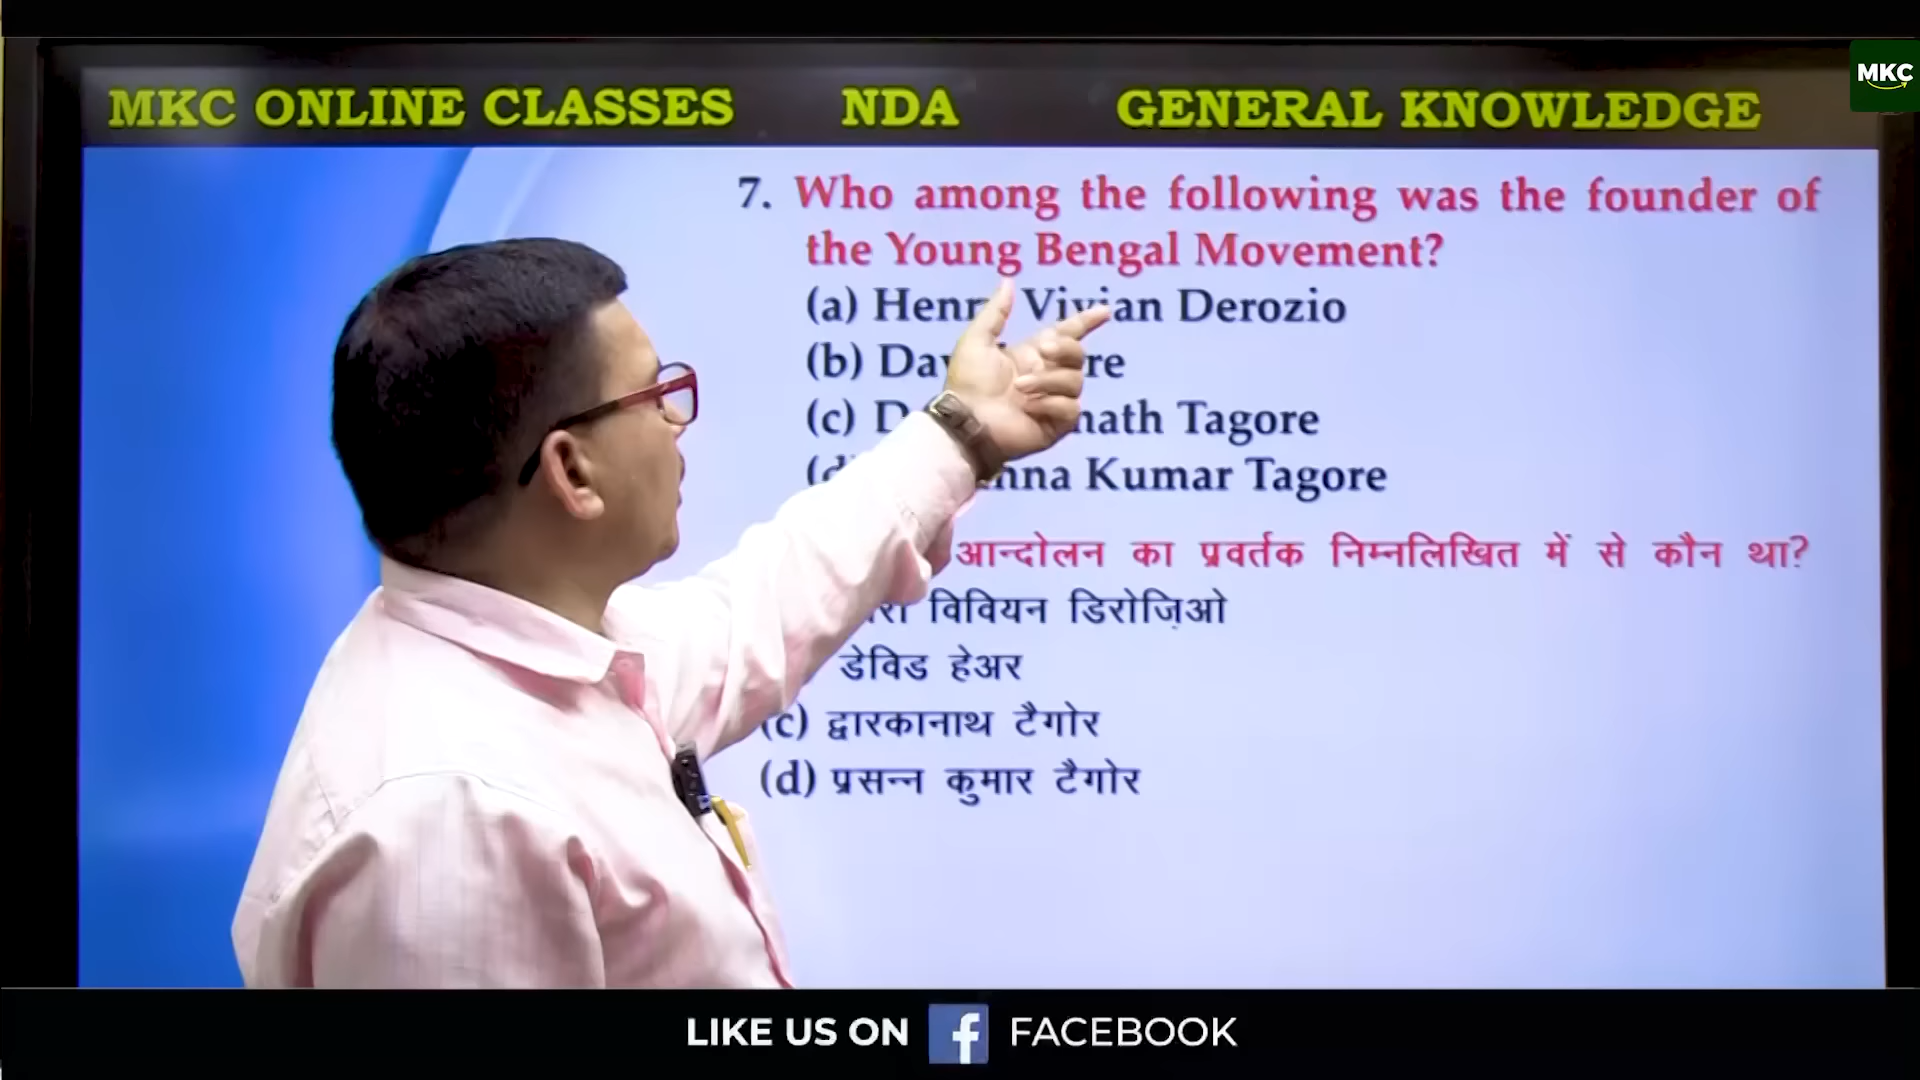 MKC
MKC ONLINE CLASSES NDA GENERAL KNOWLEDGE
7. Who among the following was the founder of
the Young Bengal Movement?
(a) Henr Vivian Derozio
(b) Dav re
(c) D nath Tagore
(d) nna Kumar Tagore
आन्दोलन का प्रवर्तक निम्नलिखित में से कौन था?
विवियन डिरोज़िओ
डेविड हेअर
(c) द्वारकानाथ टैगोर
(d) प्रसन्न कुमार टैगोर
LIKE US ON f FACEBOOK